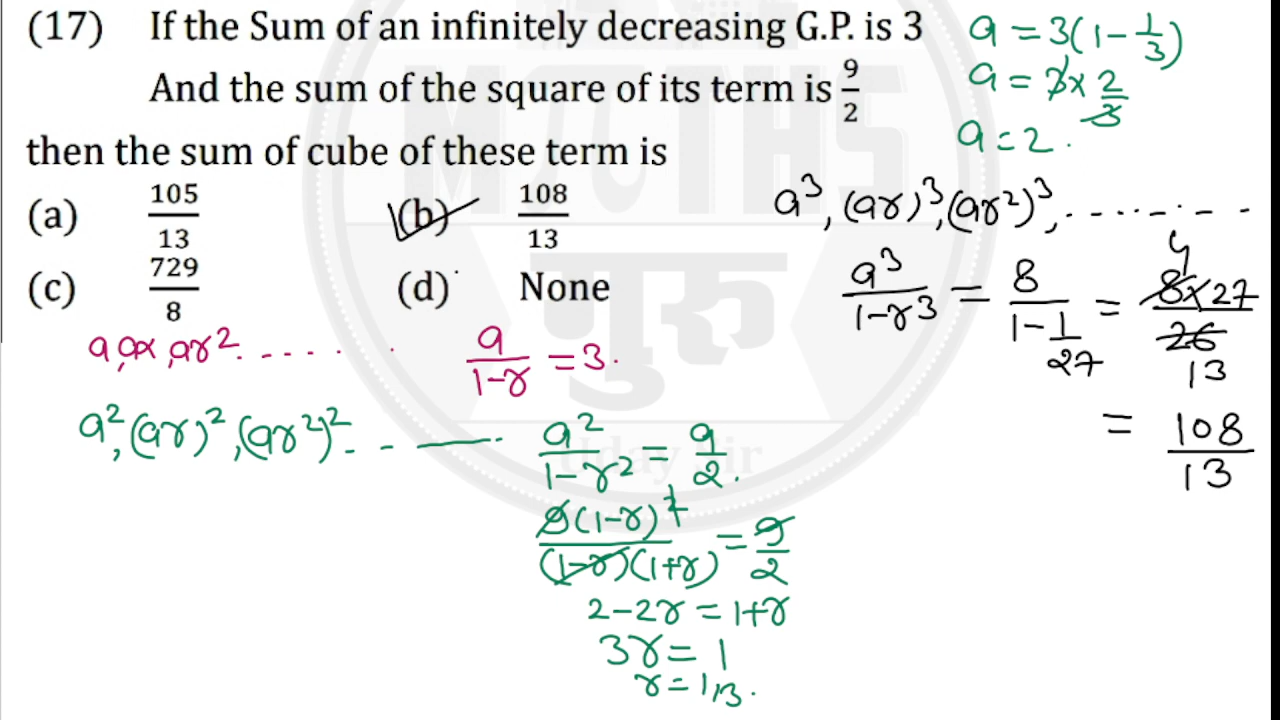 (17) If the Sum of an infinitely decreasing G.P. is 3
And the sum of the square of its term is 9/2
then the sum of cube of these term is
(a) 105/13 (b) 108/13
(c) 729/8 (d) None
a, ar, ar² ......
a/(1-r) = 3.
a², (ar)², (ar²)² ...
a²/(1-r²) = 9/2.
9(1-r)²/((1-r)(1+r)) = 9/2
2-2r = 1+r
3r = 1
r = 1/3.
a = 3(1-1/3)
a = 3×2/3
a = 2.
a³, (ar)³, (ar²)³, .......
a³/(1-r³) = 8/(1-1/27) = 8×27/26 4 13
= 108/13
MATHS
गुरु
Uday Sir